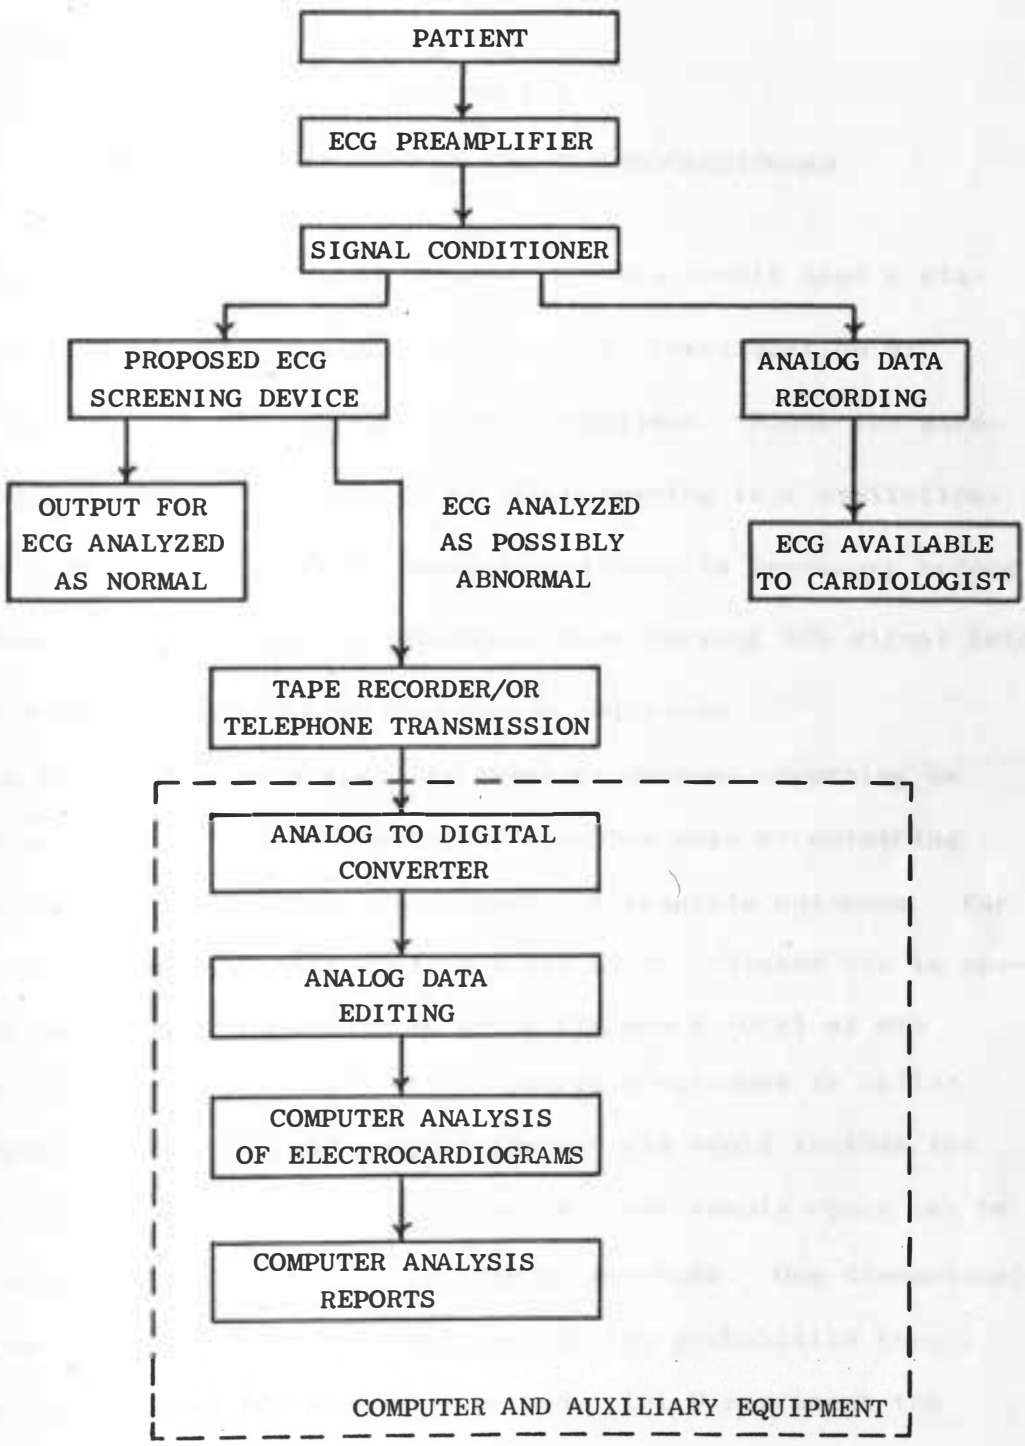 PATIENT
ECG PREAMPLIFIER
SIGNAL CONDITIONER
PROPOSED ECG
SCREENING DEVICE
ANALOG DATA
RECORDING
OUTPUT FOR
ECG ANALYZED
AS NORMAL
ECG ANALYZED
AS POSSIBLY
ABNORMAL
ECG AVAILABLE
TO CARDIOLOGIST
TAPE RECORDER/OR
TELEPHONE TRANSMISSION
ANALOG TO DIGITAL
CONVERTER
ANALOG DATA
EDITING
COMPUTER ANALYSIS
OF ELECTROCARDIOGRAMS
COMPUTER ANALYSIS
REPORTS
COMPUTER AND AUXILIARY EQUIPMENT